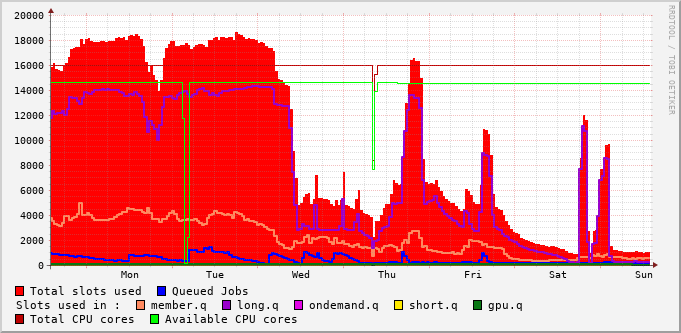 20000
18000
16000
14000
12000
10000
8000
6000
4000
2000
0
Mon Tue Wed Thu Fri Sat Sun
RRDTOOL / TOBI OETIKER
Total slots used Queued Jobs
Slots used in : member.q long.q ondemand.q short.q gpu.q
Total CPU cores Available CPU cores